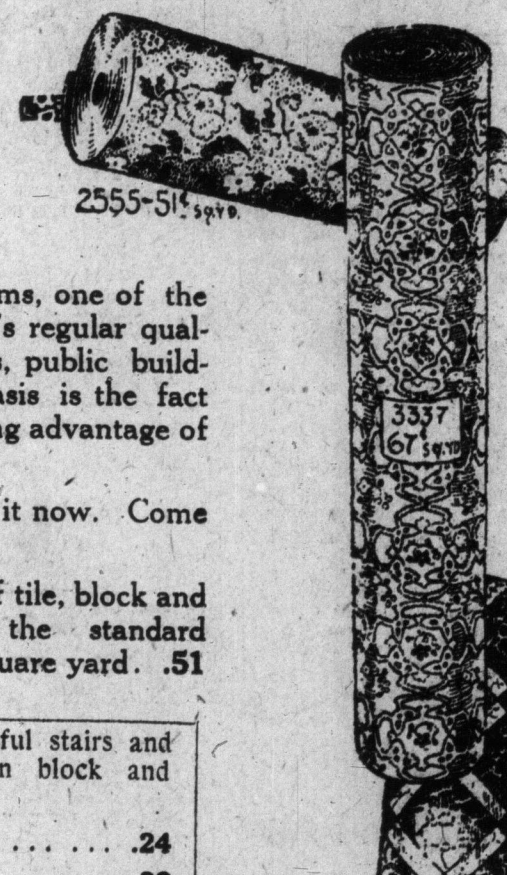 2555-51¢ SQ.YD.
ms, one of the
's regular qual-
s, public build-
asis is the fact
ng advantage of
it now. Come
f tile, block and
the standard
uare yard. .51
3337
67¢ SQ.YD
ful stairs and
n block and
....... .24